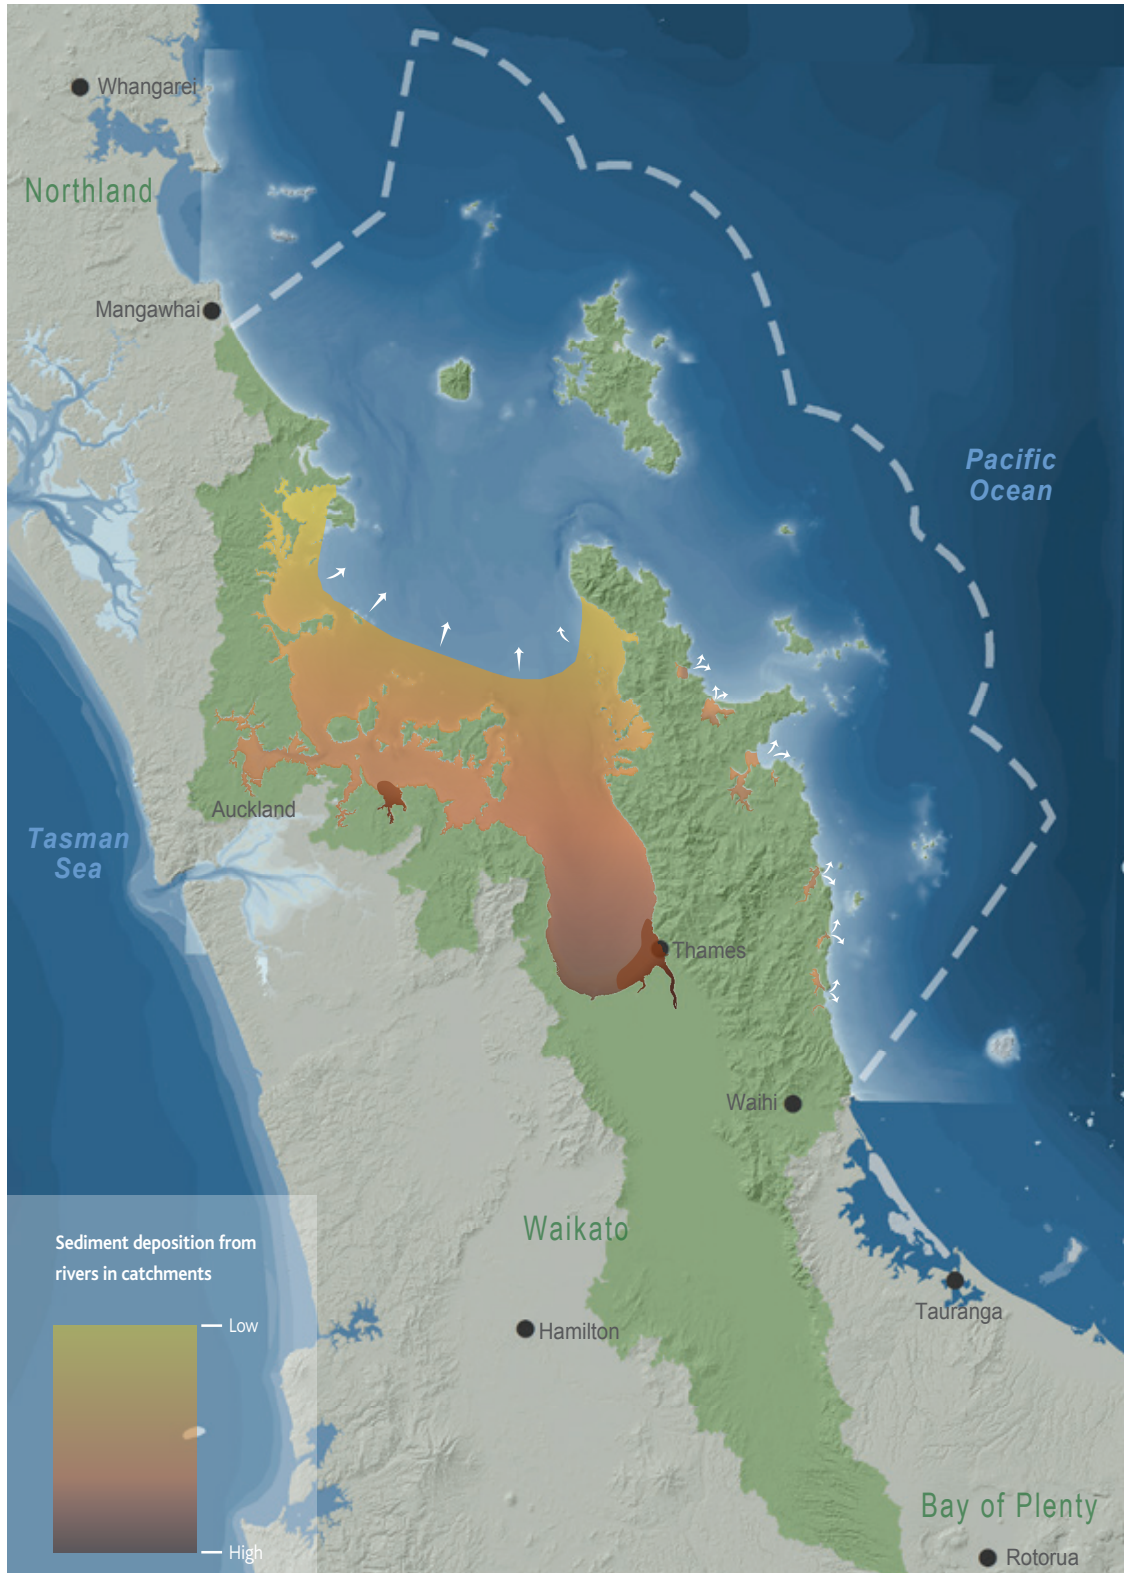 Whangarei
Northland
Mangawhai
Pacific
Ocean
Auckland
Tasman
Sea
Thames
Waihi
Waikato
Sediment deposition from
rivers in catchments
Low
High
Hamilton
Tauranga
Bay of Plenty
Rotorua